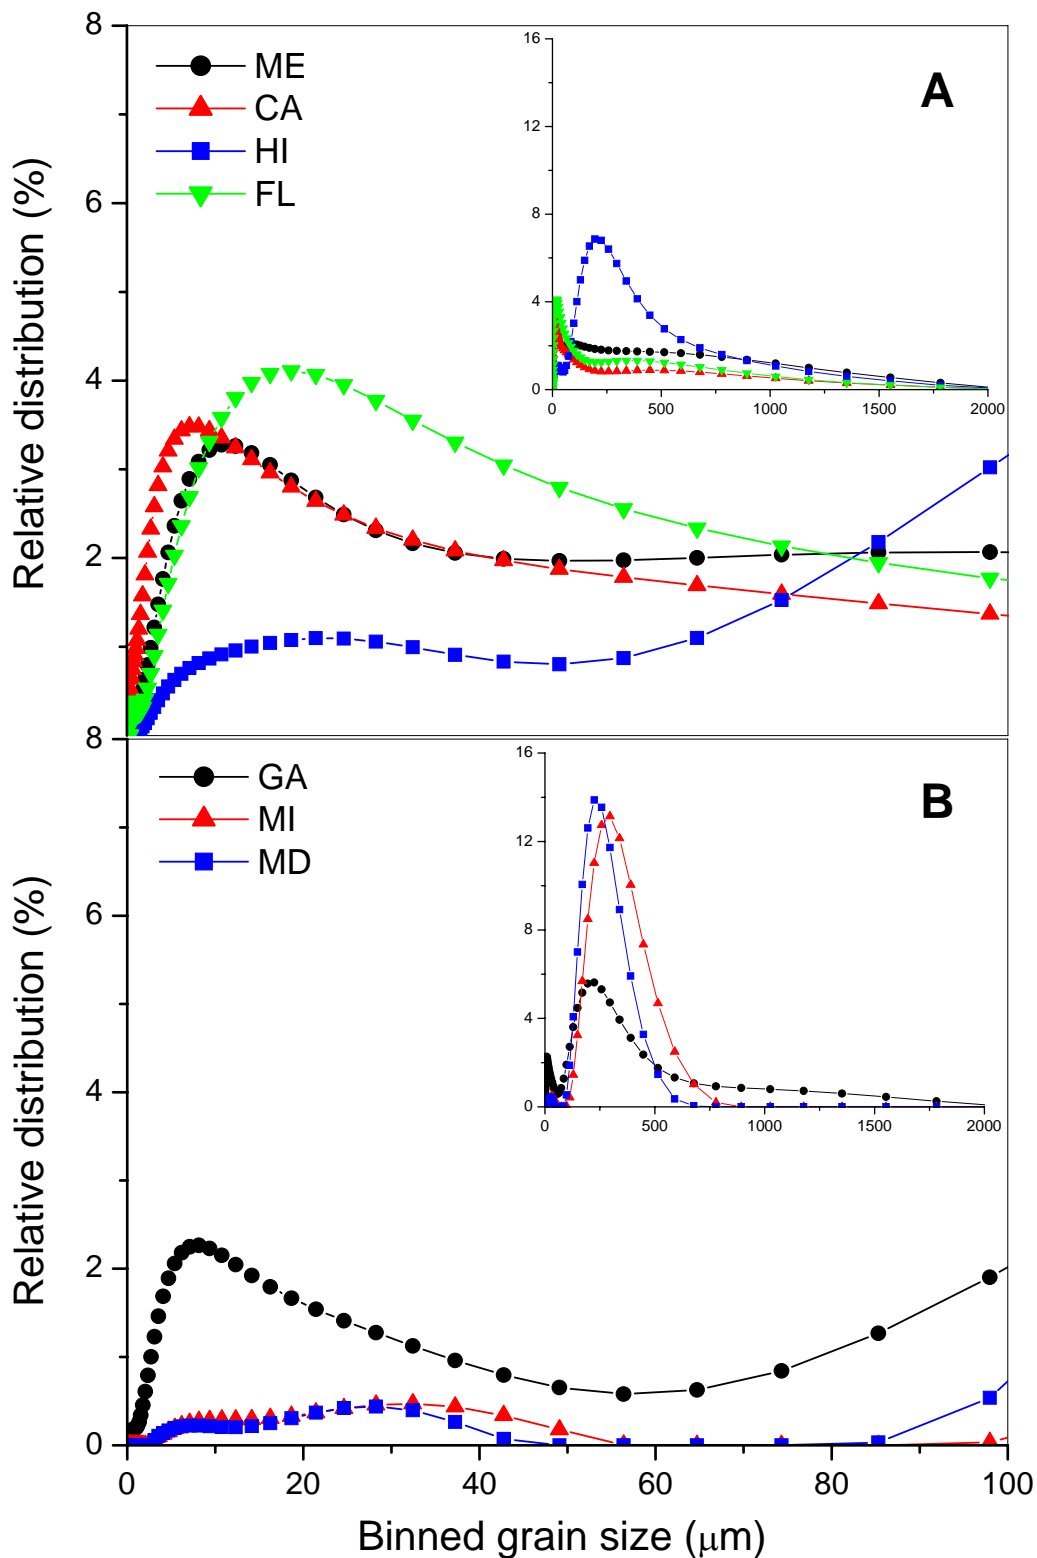 8
6
4
2
8
Relative distribution (%)
ME
CA
HI
FL
A
16
12
8
4
0
0 500 1000 1500 2000
6
4
2
0
Relative distribution (%)
GA
MI
MD
B
16
12
8
4
0
0 500 1000 1500 2000
0 20 40 60 80 100
Binned grain size (μm)